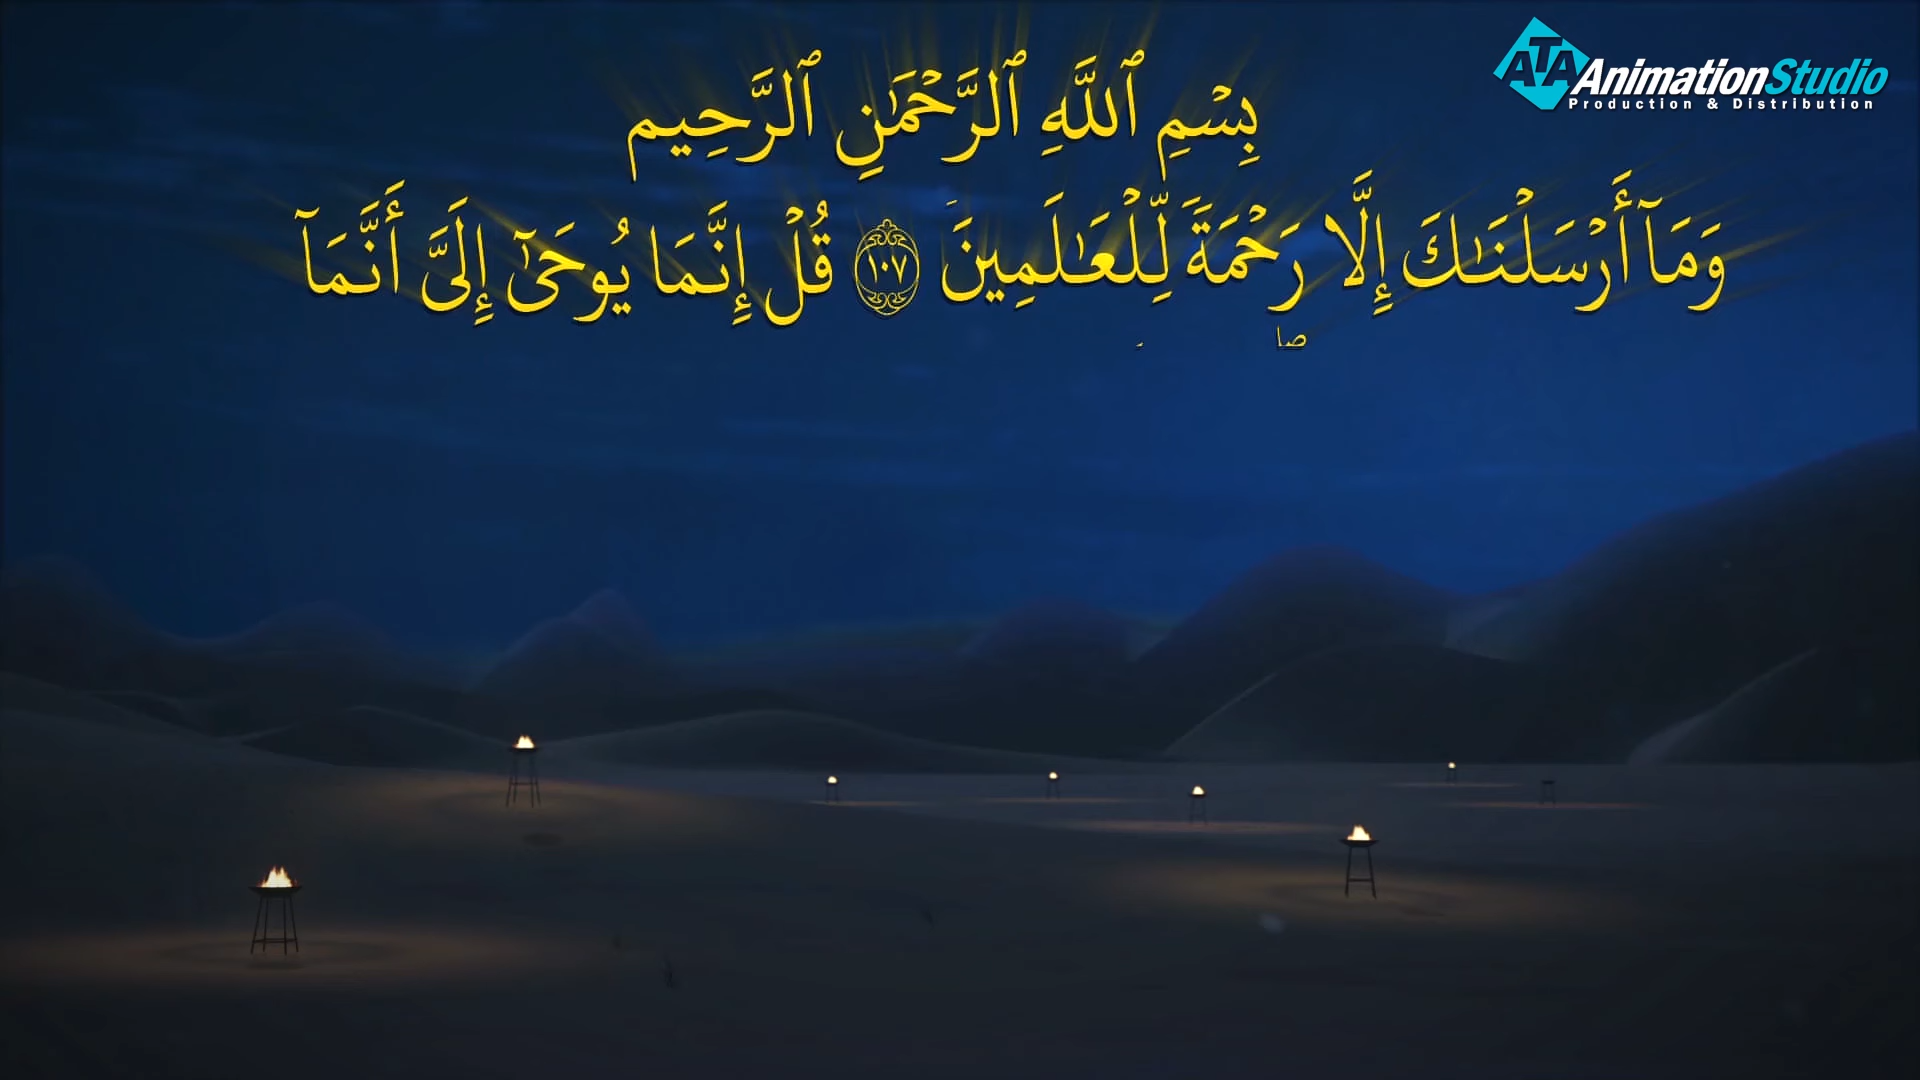 ATA AnimationStudio
Production & Distribution
بِسْمِ ٱللَّهِ ٱلرَّحْمَٰنِ ٱلرَّحِيمِ
وَمَآ أَرْسَلْنَٰكَ إِلَّا رَحْمَةً لِّلْعَٰلَمِينَ ١٠٧ قُلْ إِنَّمَا يُوحَىٰٓ إِلَىَّ أَنَّمَآ